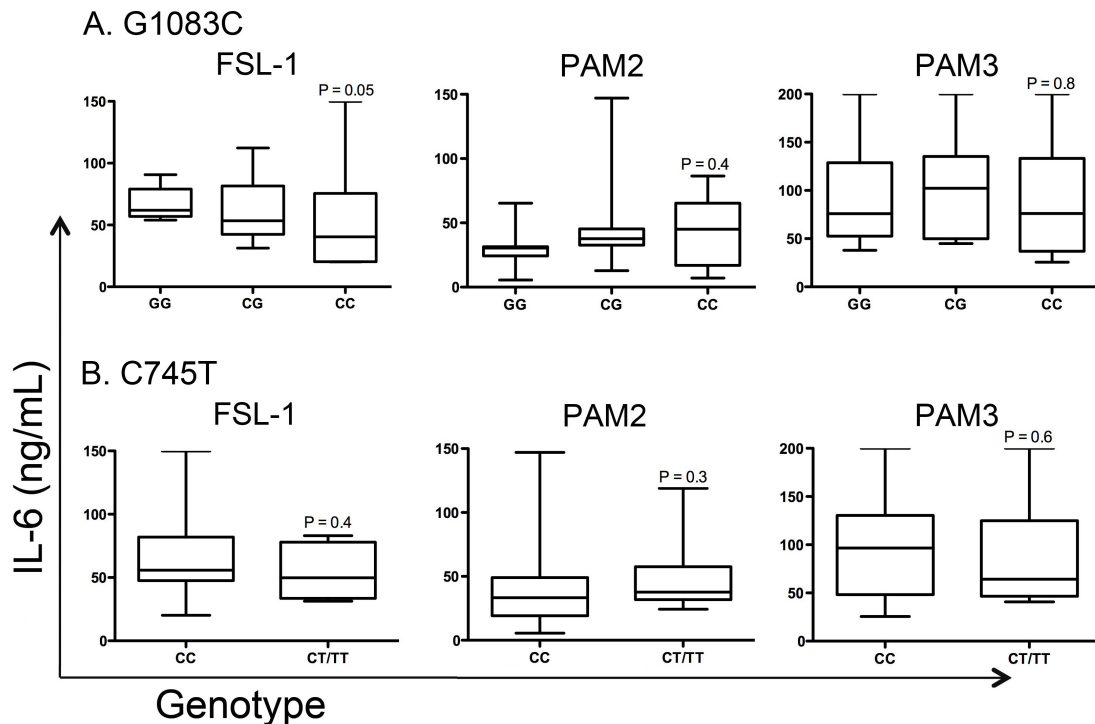 A. G1083C
FSL-1
PAM2
PAM3
P = 0.05
P = 0.4
P = 0.8
150
100
50
0
GG
CG
CC
150
100
50
0
GG
CG
CC
200
150
100
50
0
GG
CG
CC
B. C745T
FSL-1
PAM2
PAM3
P = 0.4
P = 0.3
P = 0.6
150
100
50
0
CC
CT/TT
150
100
50
0
CC
CT/TT
200
150
100
50
0
CC
CT/TT
IL-6 (ng/mL)
Genotype